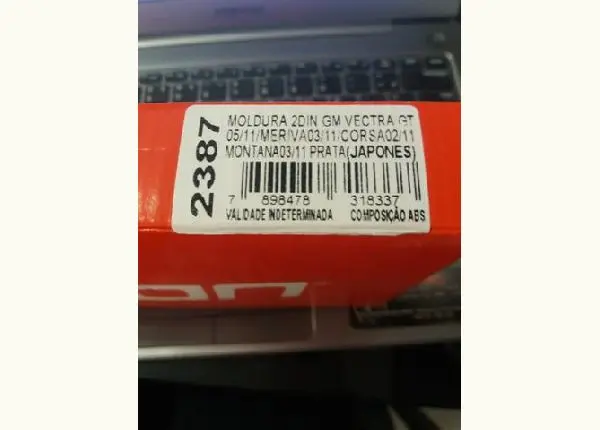 2387
MOLDURA 2DIN GM VECTRA GT
05/11/MERIVA03/11/CORSA02/11
MONTANA03/11 PRATA(JAPONES)
7 898478 318337
VALIDADE INDETERMINADA COMPOSIÇÃO ABS